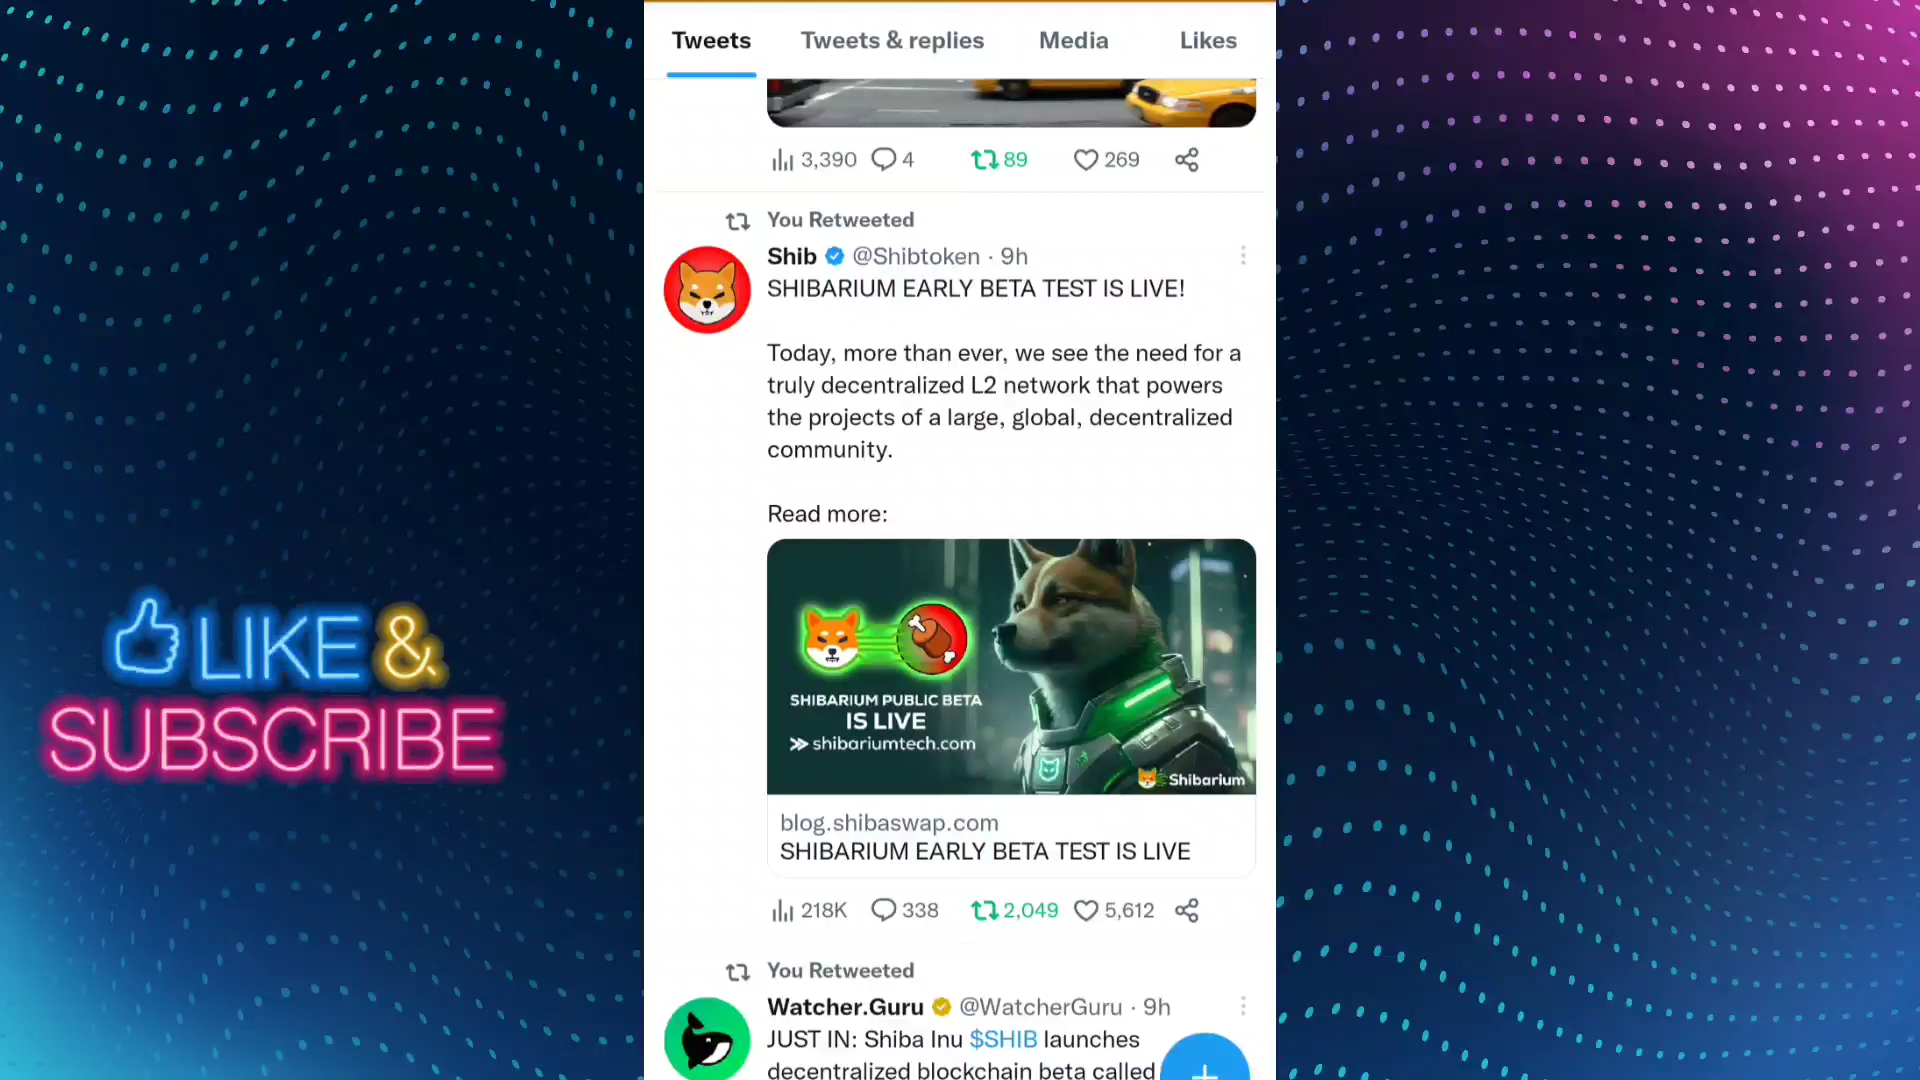 Tweets Tweets & replies Media Likes
3,390 4 89 269
You Retweeted
Shib @Shibtoken · 9h
SHIBARIUM EARLY BETA TEST IS LIVE!
Today, more than ever, we see the need for a
truly decentralized L2 network that powers
the projects of a large, global, decentralized
community.
Read more:
SHIBARIUM PUBLIC BETA
IS LIVE
>> shibariumtech.com
Shibarium
blog.shibaswap.com
SHIBARIUM EARLY BETA TEST IS LIVE
218K 338 2,049 5,612
You Retweeted
Watcher.Guru @WatcherGuru · 9h
JUST IN: Shiba Inu $SHIB launches
decentralized blockchain beta called
LIKE &
SUBSCRIBE